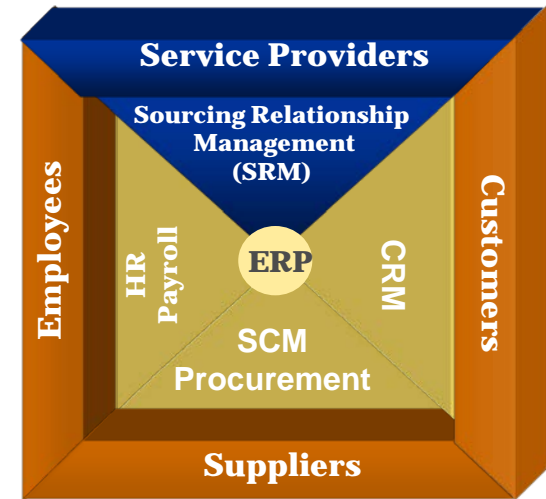 Service Providers
Sourcing Relationship
Management
(SRM)
Employees
HR
Payroll
ERP
CRM
Customers
SCM
Procurement
Suppliers